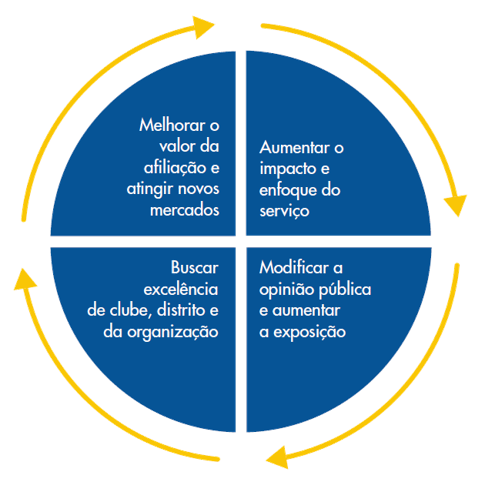 Melhorar o
valor da
afiliação e
atingir novos
mercados
Aumentar o
impacto e
enfoque do
serviço
Buscar
excelência
de clube, distrito e
da organização
Modificar a
opinião pública
e aumentar
a exposição